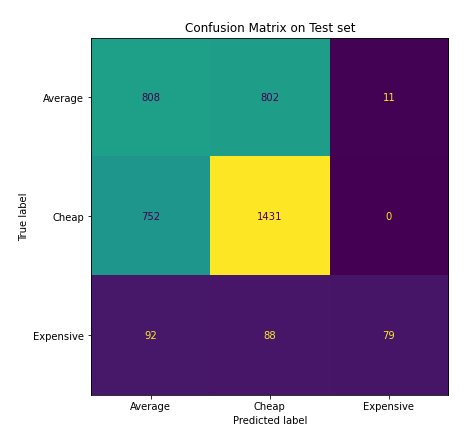 Confusion Matrix on Test set
Average 808 802 11
Cheap 752 1431 0
Expensive 92 88 79
True label
Average Cheap Expensive
Predicted label